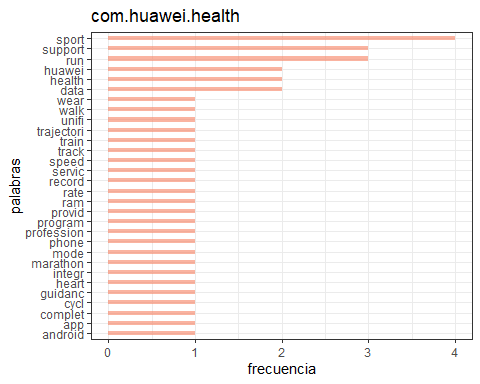 com.huawei.health
palabras
sport
support
run
huawei
health
data
wear
walk
unifi
trajectori
train
track
speed
servic
record
rate
ram
provid
program
profession
phone
mode
marathon
integr
heart
guidanc
cycl
complet
app
android
0 1 2 3 4
frecuencia